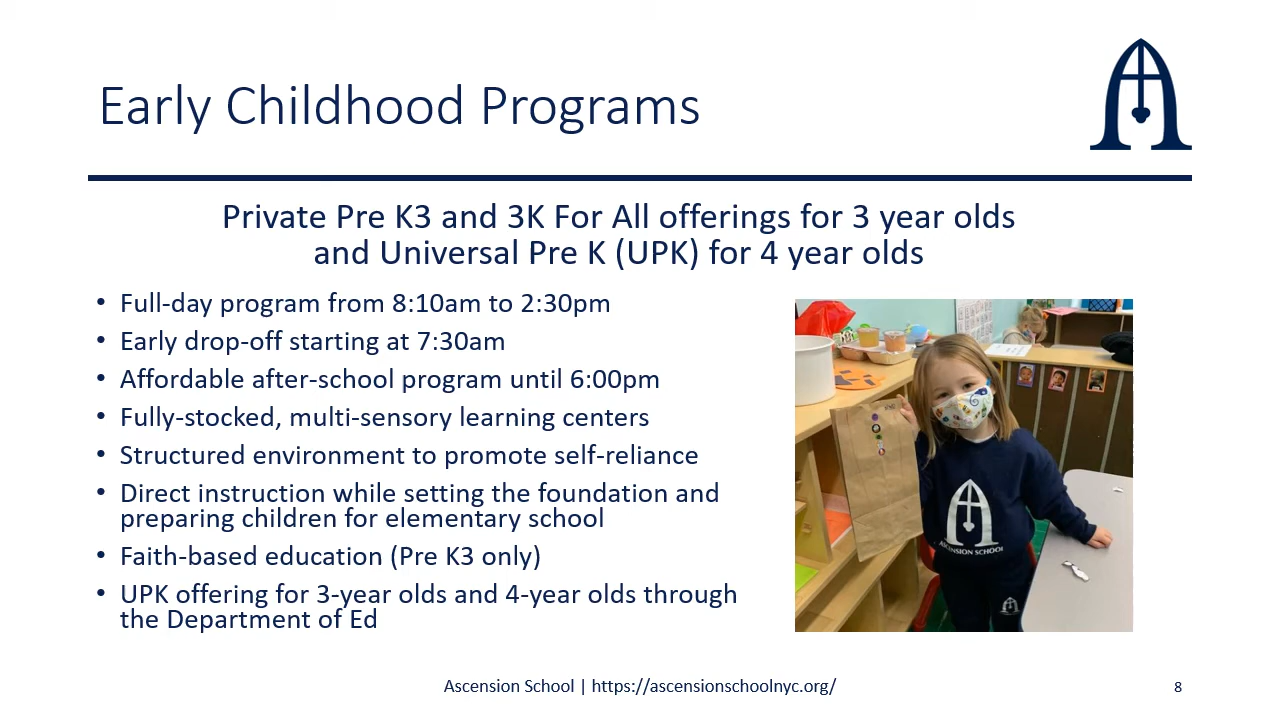 Early Childhood Programs
Private Pre K3 and 3K For All offerings for 3 year olds
and Universal Pre K (UPK) for 4 year olds
• Full-day program from 8:10am to 2:30pm
• Early drop-off starting at 7:30am
• Affordable after-school program until 6:00pm
• Fully-stocked, multi-sensory learning centers
• Structured environment to promote self-reliance
• Direct instruction while setting the foundation and
preparing children for elementary school
• Faith-based education (Pre K3 only)
• UPK offering for 3-year olds and 4-year olds through
the Department of Ed
ASCENSION SCHOOL
Ascension School | https://ascensionschoolnyc.org/
8